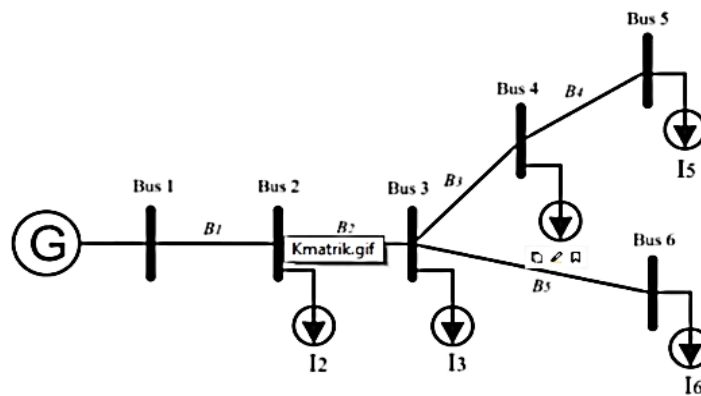 Bus 5
Bus 4
B4
I5
Bus 1
Bus 2
Bus 3
B3
Bus 6
G
B1
B2
Kmatrik.gif
B5
I2
I3
I6